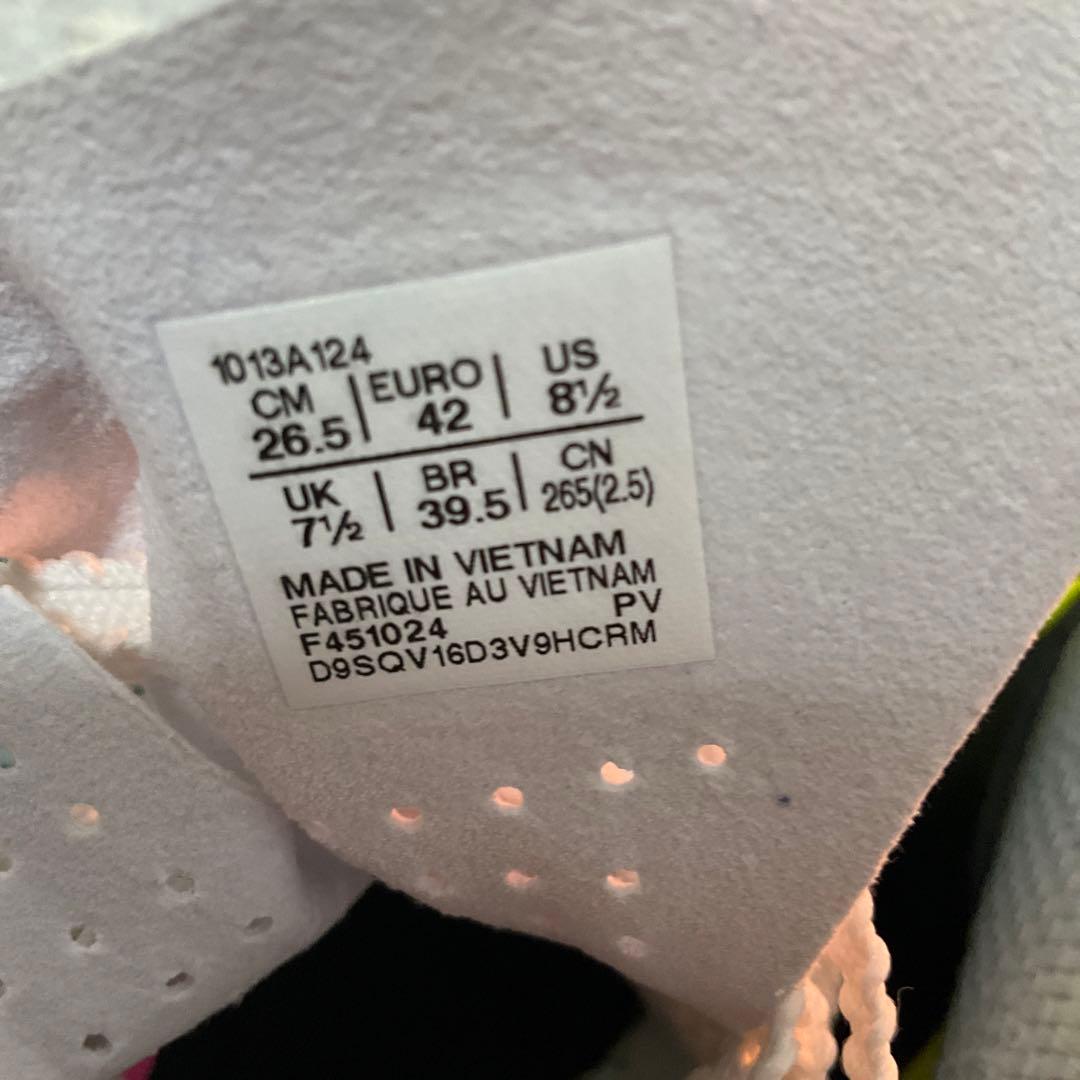 1013A124
CM | EURO | US
26.5 | 42 | 8½
UK | BR | CN
7½ | 39.5 | 265(2.5)
MADE IN VIETNAM
FABRIQUE AU VIETNAM
F451024 PV
D9SQV16D3V9HCRM